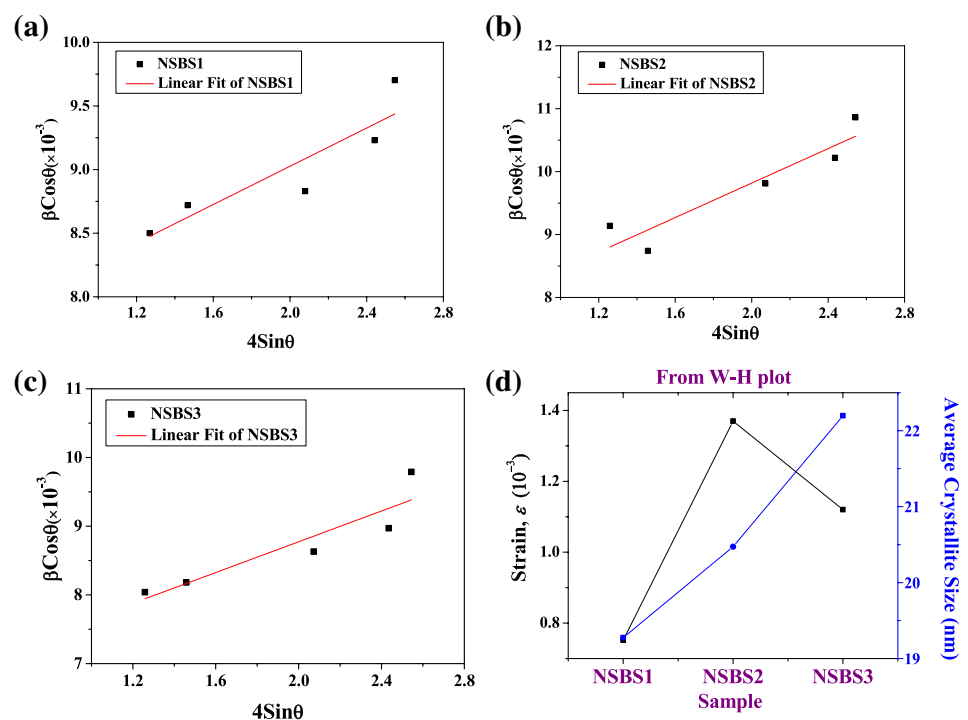 (a)
10.0
9.5
9.0
8.5
8.0
1.2
1.6
2.0
2.4
2.8
βCosθ(×10⁻³)
4Sinθ
NSBS1
Linear Fit of NSBS1
(b)
12
11
10
9
8
1.2
1.6
2.0
2.4
2.8
βCosθ(×10⁻³)
4Sinθ
NSBS2
Linear Fit of NSBS2
(c)
11
10
9
8
7
1.2
1.6
2.0
2.4
2.8
βCosθ(×10⁻³)
4Sinθ
NSBS3
Linear Fit of NSBS3
(d)
From W-H plot
1.4
1.2
1.0
0.8
Strain, ε (10⁻³)
22
21
20
19
Average Crystallite Size (nm)
NSBS1
NSBS2
NSBS3
Sample